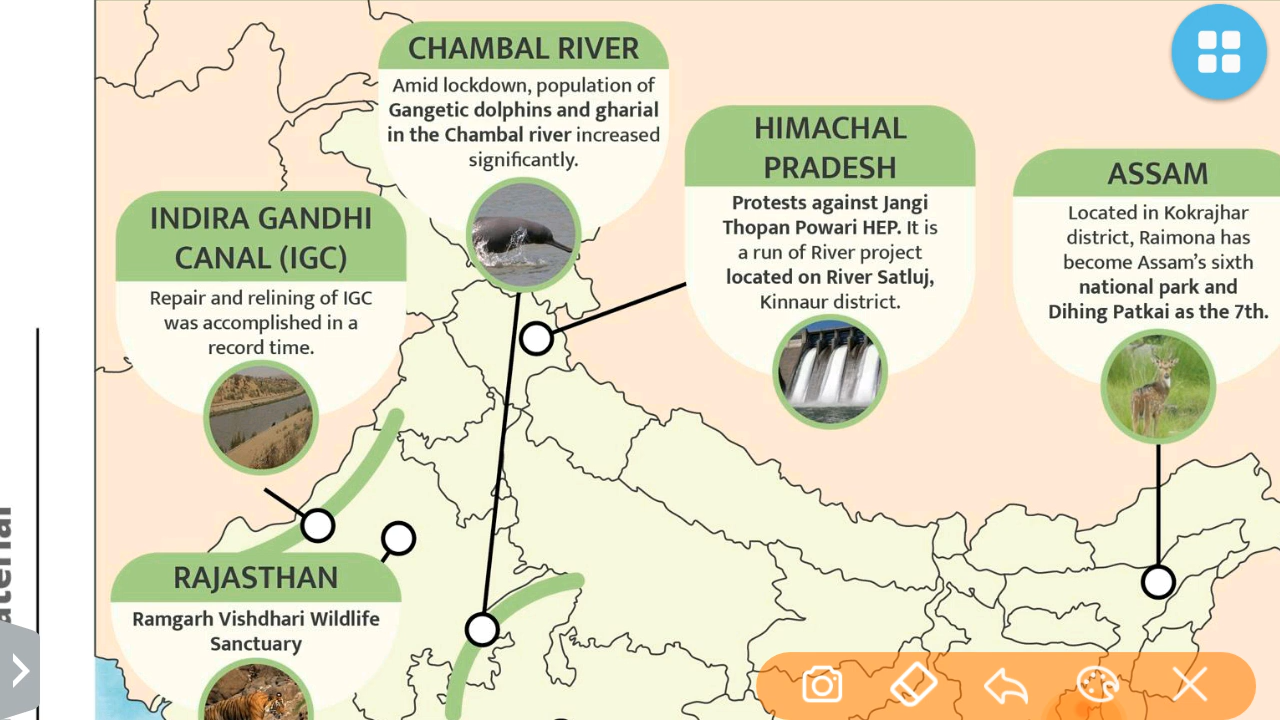 CHAMBAL RIVER
Amid lockdown, population of
Gangetic dolphins and gharial
in the Chambal river increased
significantly.
HIMACHAL
PRADESH
Protests against Jangi
Thopan Powari HEP. It is
a run of River project
located on River Satluj,
Kinnaur district.
ASSAM
Located in Kokrajhar
district, Raimona has
become Assam's sixth
national park and
Dihing Patkai as the 7th.
INDIRA GANDHI
CANAL (IGC)
Repair and relining of IGC
was accomplished in a
record time.
RAJASTHAN
Ramgarh Vishdhari Wildlife
Sanctuary